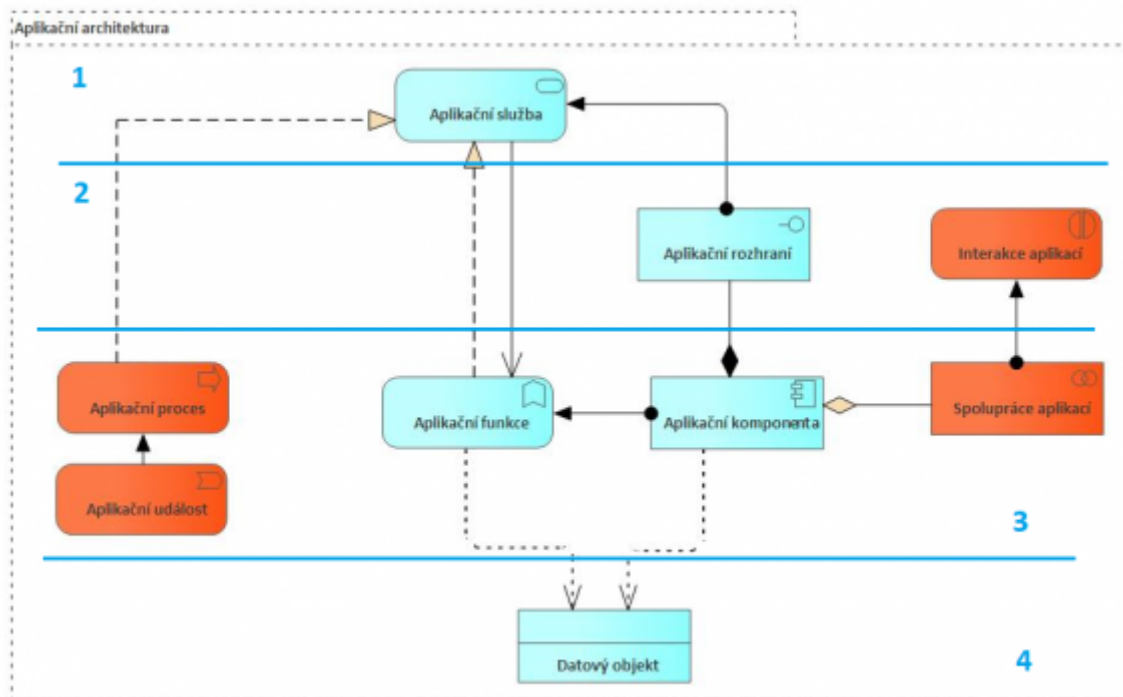 Aplikační architektura
1
Aplikační služba
2
Aplikační rozhraní
Interakce aplikací
Aplikační proces
Aplikační funkce
Aplikační komponenta
Spolupráce aplikací
Aplikační událost
3
Datový objekt
4